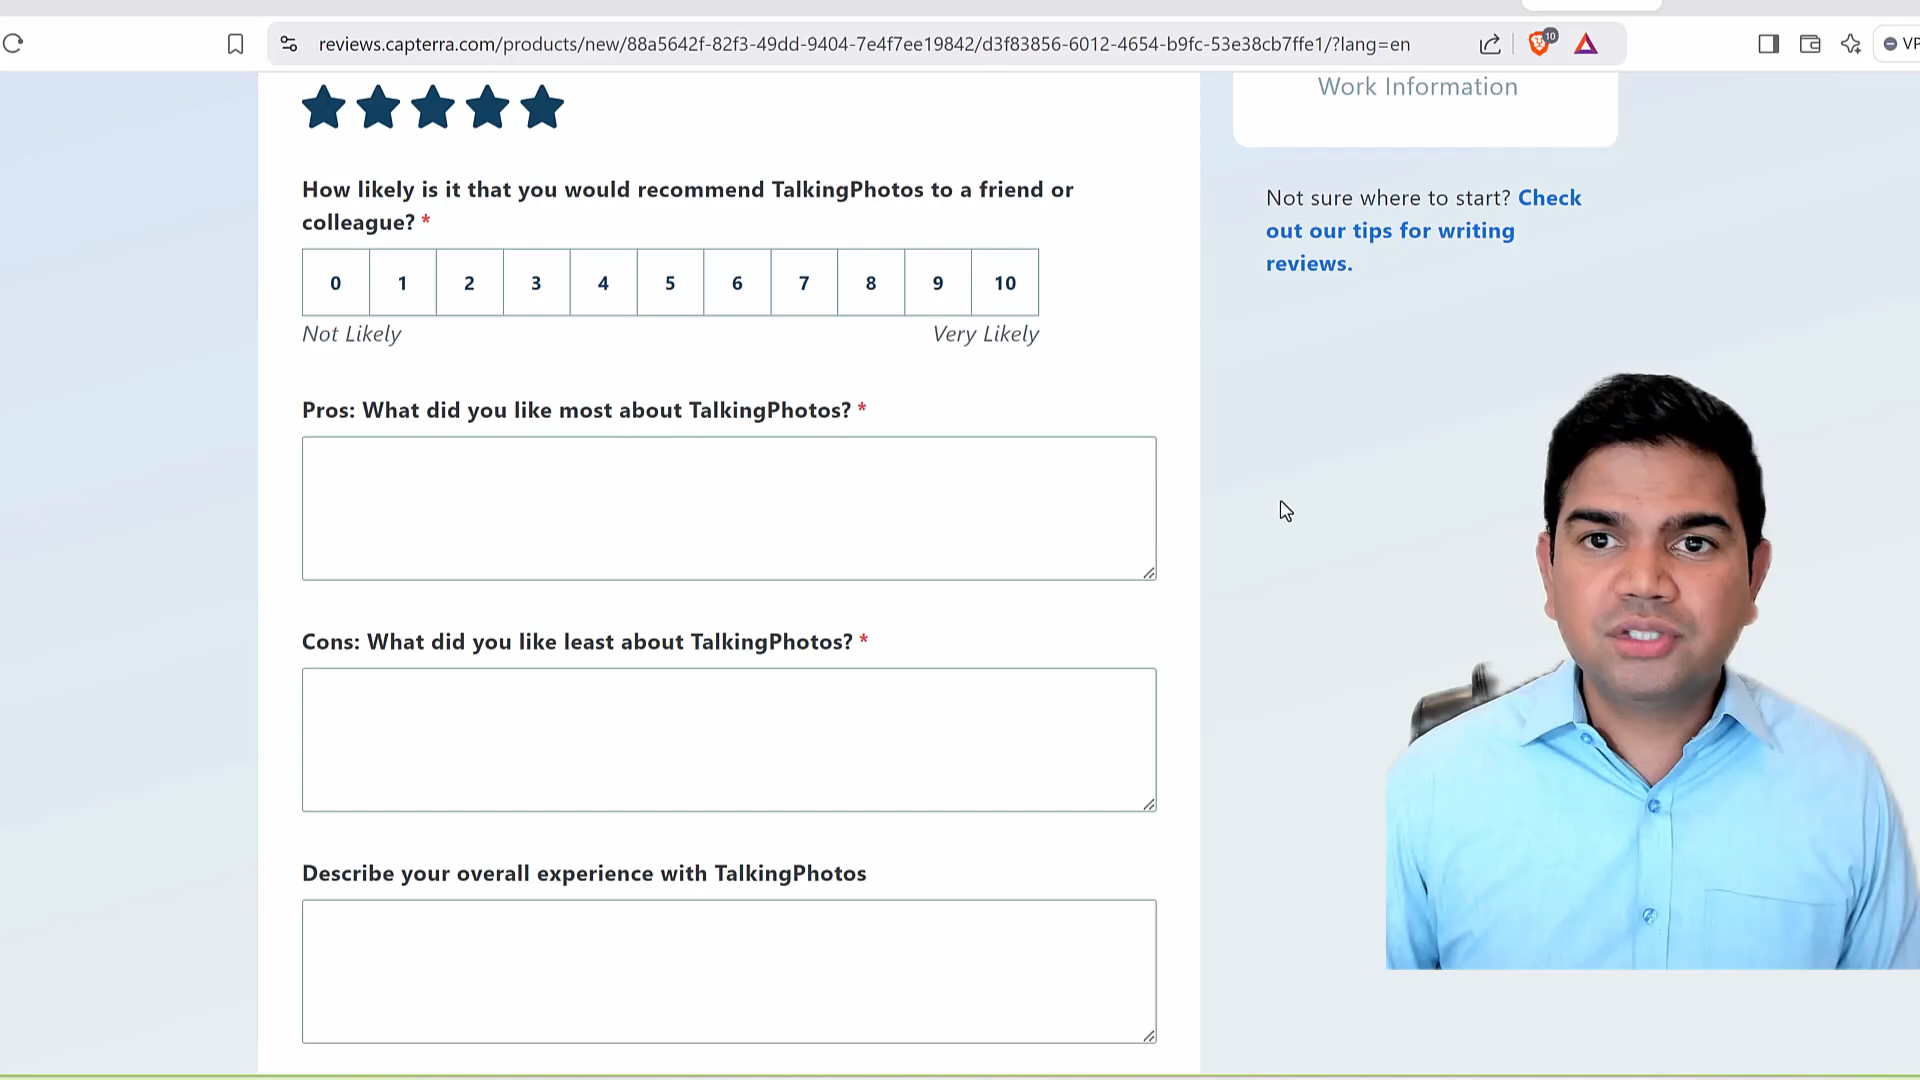 reviews.capterra.com/products/new/88a5642f-82f3-49dd-9404-7e4f7ee19842/d3f83856-6012-4654-b9fc-53e38cb7ffe1/?lang=en
10
VP
Work Information
How likely is it that you would recommend TalkingPhotos to a friend or
colleague? *
0 1 2 3 4 5 6 7 8 9 10
Not Likely Very Likely
Not sure where to start? Check
out our tips for writing
reviews.
Pros: What did you like most about TalkingPhotos? *
Cons: What did you like least about TalkingPhotos? *
Describe your overall experience with TalkingPhotos